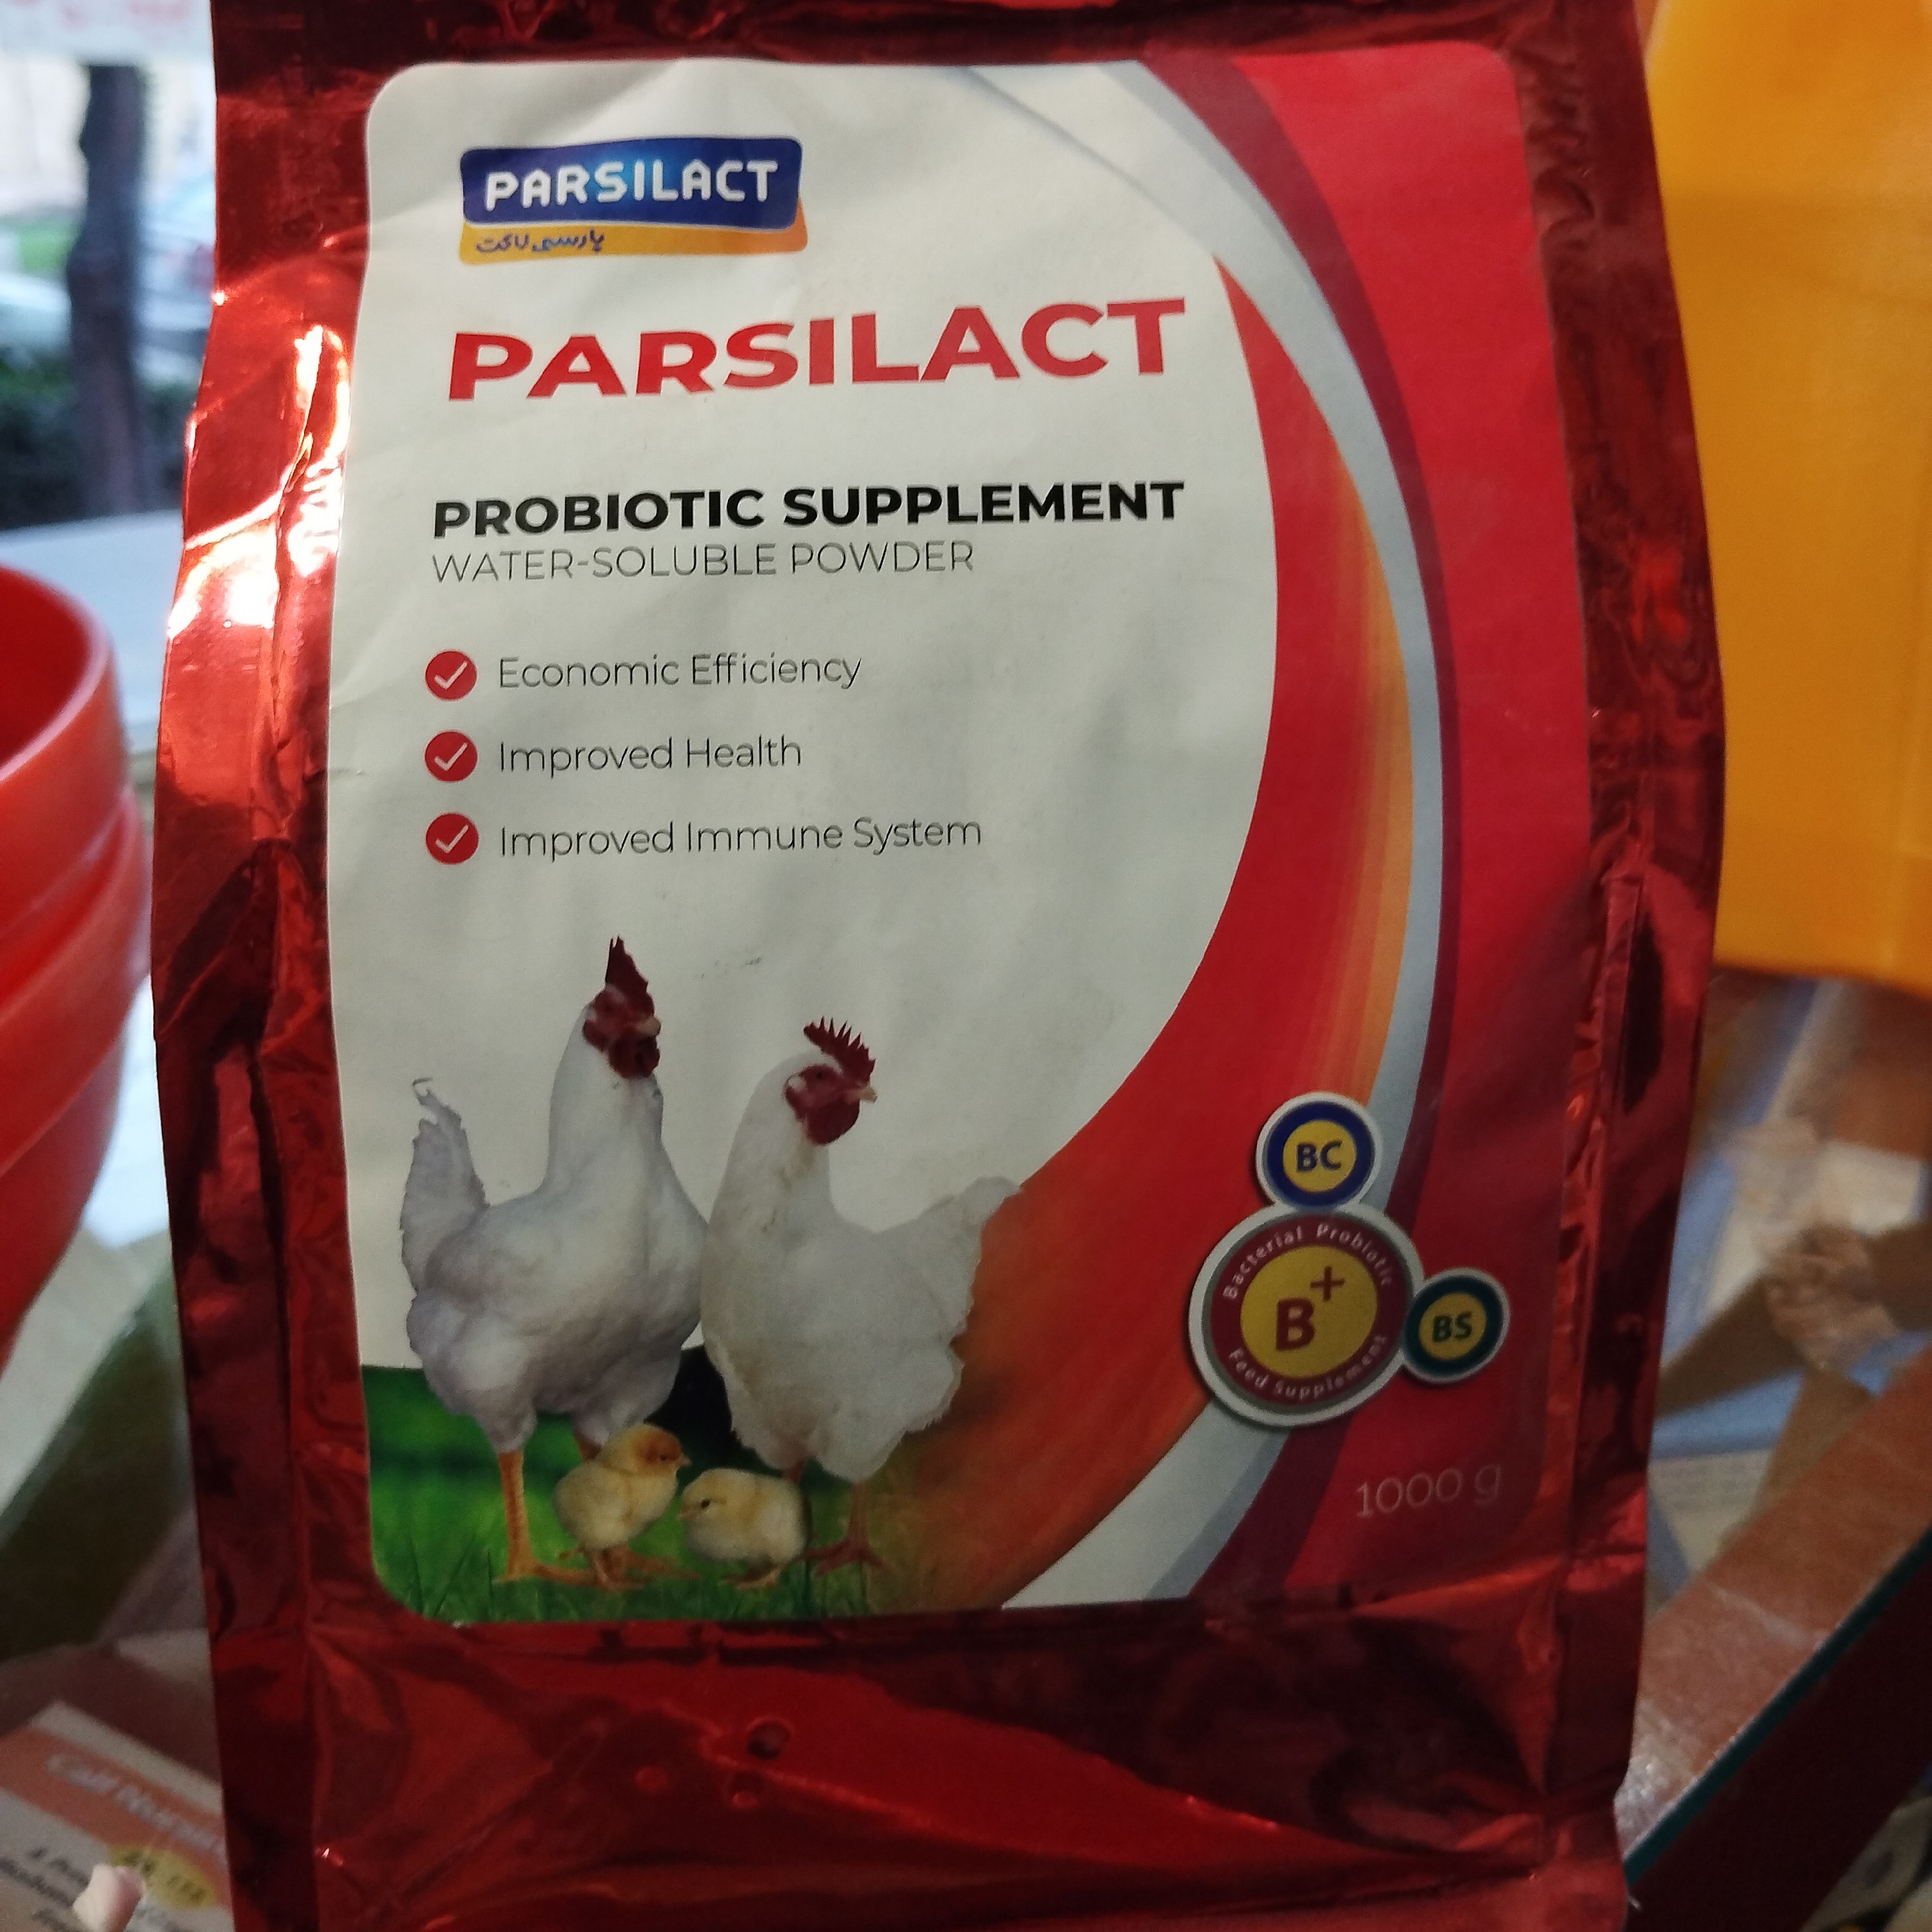 PARSILACT
پارسی لاکت
PARSILACT
PROBIOTIC SUPPLEMENT
WATER-SOLUBLE POWDER
Economic Efficiency
Improved Health
Improved Immune System
BC
Bacterial Probiotic
B+
Feed Supplement
BS
1000 g